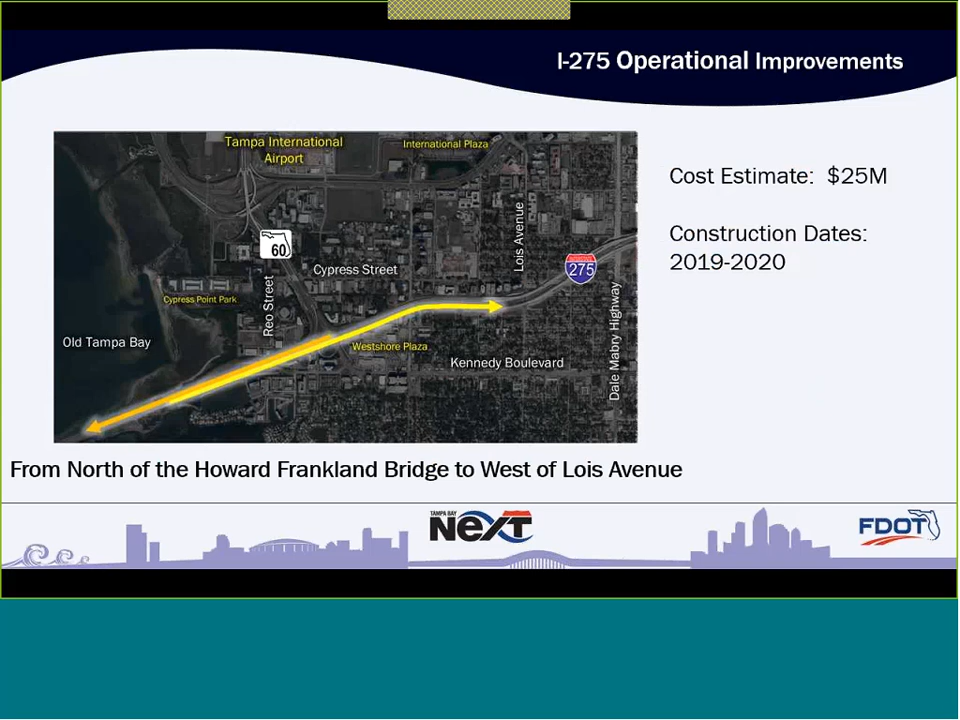 I-275 Operational Improvements
Tampa International
Airport
International Plaza
Lois Avenue
60
INTERSTATE
275
Cypress Street
Cypress Point Park
Reo Street
Old Tampa Bay
Westshore Plaza
Kennedy Boulevard
Dale Mabry Highway
Cost Estimate: $25M
Construction Dates:
2019-2020
From North of the Howard Frankland Bridge to West of Lois Avenue
TAMPA BAY
NEXT
FDOT